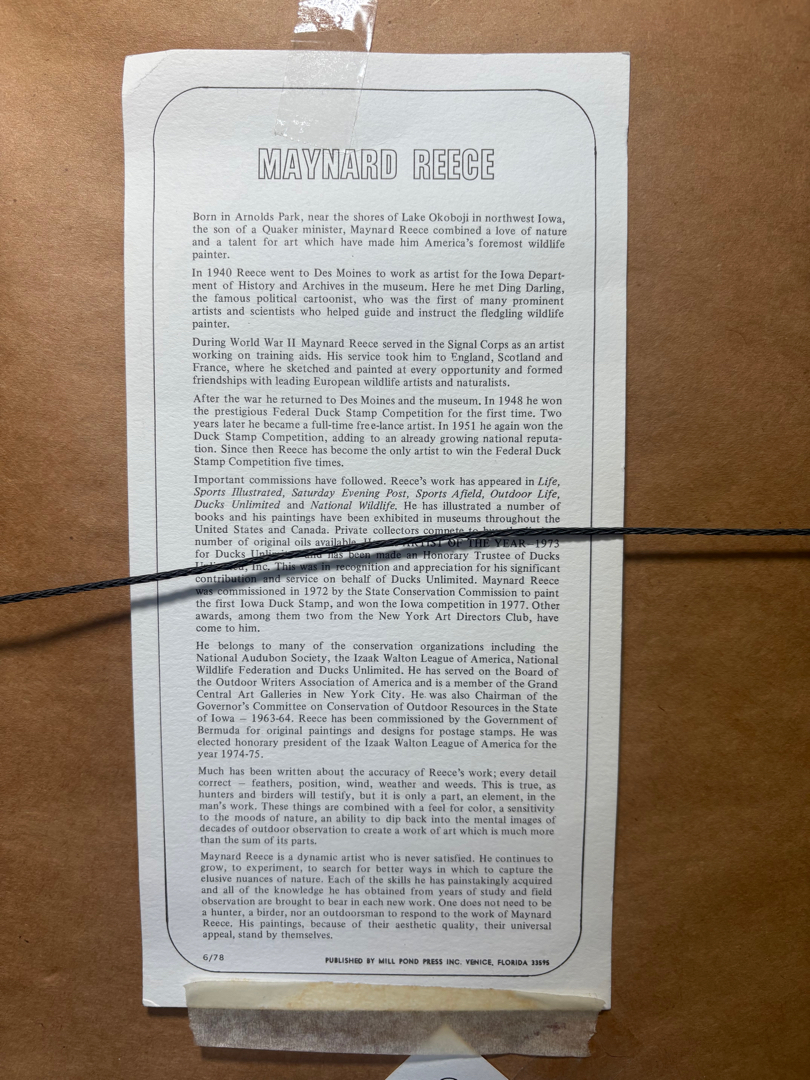 MAYNARD REECE
Born in Arnolds Park, near the shores of Lake Okoboji in northwest Iowa,
the son of a Quaker minister, Maynard Reece combined a love of nature
and a talent for art which have made him America's foremost wildlife
painter.
In 1940 Reece went to Des Moines to work as artist for the Iowa Depart-
ment of History and Archives in the museum. Here he met Ding Darling,
the famous political cartoonist, who was the first of many prominent
artists and scientists who helped guide and instruct the fledgling wildlife
painter.
During World War II Maynard Reece served in the Signal Corps as an artist
working on training aids. His service took him to England, Scotland and
France, where he sketched and painted at every opportunity and formed
friendships with leading European wildlife artists and naturalists.
After the war he returned to Des Moines and the museum. In 1948 he won
the prestigious Federal Duck Stamp Competition for the first time. Two
years later he became a full-time free-lance artist. In 1951 he again won the
Duck Stamp Competition, adding to an already growing national reputa-
tion. Since then Reece has become the only artist to win the Federal Duck
Stamp Competition five times.
Important commissions have followed. Reece's work has appeared in Life,
Sports Illustrated, Saturday Evening Post, Sports Afield, Outdoor Life,
Ducks Unlimited and National Wildlife. He has illustrated a number of
books and his paintings have been exhibited in museums throughout the
United States and Canada. Private collectors compete to
number of original oils available. ARTIST OF THE YEAR 1973
for Ducks Unlimited and has been made an Honorary Trustee of Ducks
Unlimited, Inc. This was in recognition and appreciation for his significant
contribution and service on behalf of Ducks Unlimited. Maynard Reece
was commissioned in 1972 by the State Conservation Commission to paint
the first Iowa Duck Stamp, and won the Iowa competition in 1977. Other
awards, among them two from the New York Art Directors Club, have
come to him.
He belongs to many of the conservation organizations including the
National Audubon Society, the Izaak Walton League of America, National
Wildlife Federation and Ducks Unlimited. He has served on the Board of
the Outdoor Writers Association of America and is a member of the Grand
Central Art Galleries in New York City. He was also Chairman of the
Governor's Committee on Conservation of Outdoor Resources in the State
of Iowa – 1963-64. Reece has been commissioned by the Government of
Bermuda for original paintings and designs for postage stamps. He was
elected honorary president of the Izaak Walton League of America for the
year 1974-75.
Much has been written about the accuracy of Reece's work; every detail
correct – feathers, position, wind, weather and weeds. This is true, as
hunters and birders will testify, but it is only a part, an element, in the
man's work. These things are combined with a feel for color, a sensitivity
to the moods of nature, an ability to dip back into the mental images of
decades of outdoor observation to create a work of art which is much more
than the sum of its parts.
Maynard Reece is a dynamic artist who is never satisfied. He continues to
grow, to experiment, to search for better ways in which to capture the
elusive nuances of nature. Each of the skills he has painstakingly acquired
and all of the knowledge he has obtained from years of study and field
observation are brought to bear in each new work. One does not need to be
a hunter, a birder, nor an outdoorsman to respond to the work of Maynard
Reece. His paintings, because of their aesthetic quality, their universal
appeal, stand by themselves.
6/78
PUBLISHED BY MILL POND PRESS INC. VENICE, FLORIDA 33595